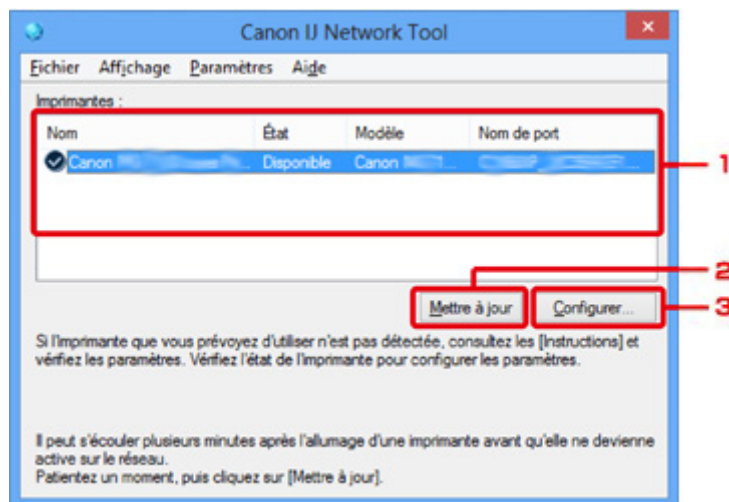 Canon IJ Network Tool
Fichier Affichage Paramètres Aide
Imprimantes :
Nom État Modèle Nom de port
Canon ... Disponible Canon ... ...
1
2
Mettre à jour Configurer...
3
Si l'imprimante que vous prévoyez d'utiliser n'est pas détectée, consultez les [Instructions] et
vérifiez les paramètres. Vérifiez l'état de l'imprimante pour configurer les paramètres.
Il peut s'écouler plusieurs minutes après l'allumage d'une imprimante avant qu'elle ne devienne
active sur le réseau.
Patientez un moment, puis cliquez sur [Mettre à jour].